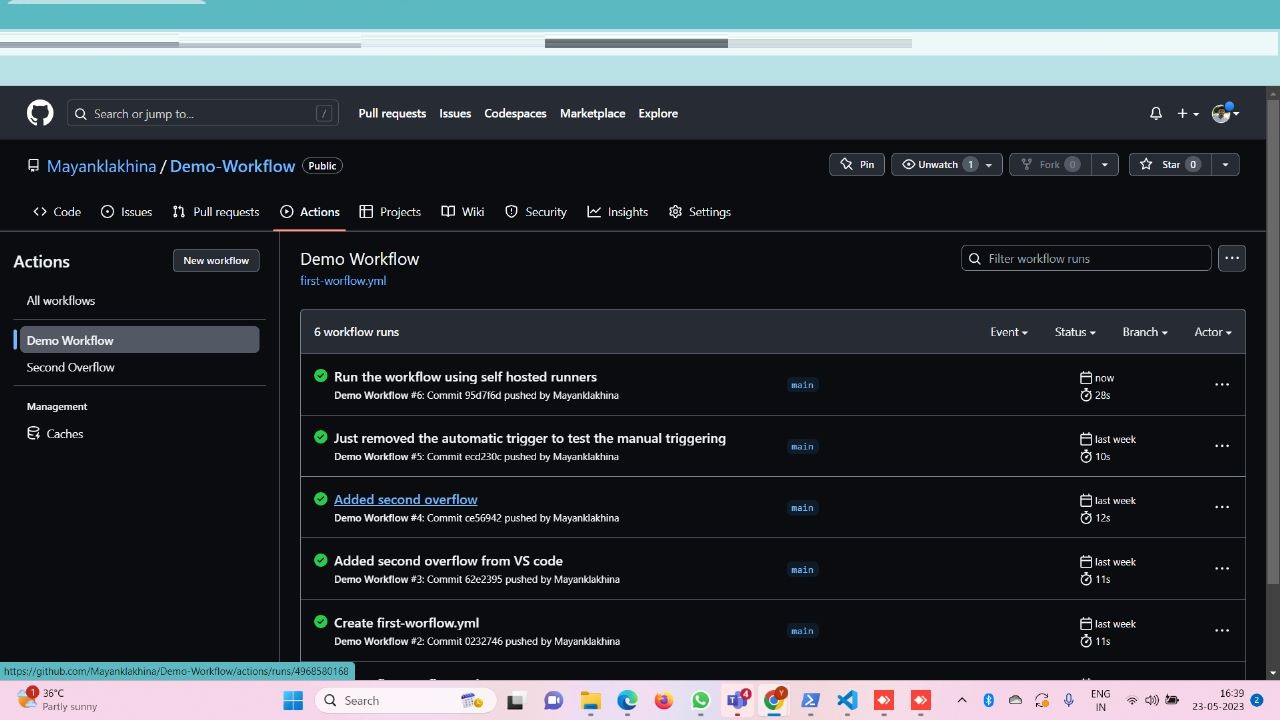 Search or jump to... / Pull requests Issues Codespaces Marketplace Explore
Mayanklakhina / Demo-Workflow Public Pin Unwatch 1 Fork 0 Star 0
Code Issues Pull requests Actions Projects Wiki Security Insights Settings
Actions New workflow
All workflows
Demo Workflow
Second Overflow
Management
Caches
Demo Workflow
first-worflow.yml
Filter workflow runs
6 workflow runs Event Status Branch Actor
Run the workflow using self hosted runners
Demo Workflow #6: Commit 95d7f6d pushed by Mayanklakhina
main
now
28s
Just removed the automatic trigger to test the manual triggering
Demo Workflow #5: Commit ecd230c pushed by Mayanklakhina
main
last week
10s
Added second overflow
Demo Workflow #4: Commit ce56942 pushed by Mayanklakhina
main
last week
12s
Added second overflow from VS code
Demo Workflow #3: Commit 62e2395 pushed by Mayanklakhina
main
last week
11s
Create first-worflow.yml
Demo Workflow #2: Commit 0232746 pushed by Mayanklakhina
main
last week
11s
https://github.com/Mayanklakhina/Demo-Workflow/actions/runs/4968580168
1 36°C
Partly sunny
Search
4
Y
ENG
IN
16:39
23-05-2023
2